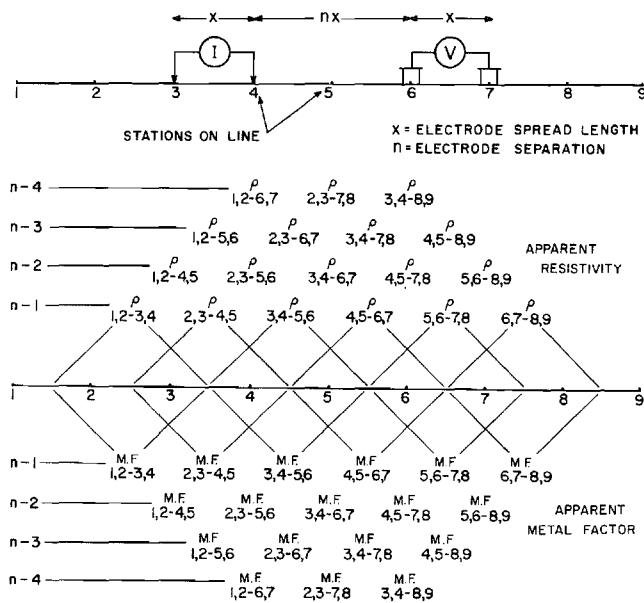 x nx x
I V
1 2 3 4 5 6 7 8 9
STATIONS ON LINE
x = ELECTRODE SPREAD LENGTH
n = ELECTRODE SEPARATION
n-4 ρ ρ ρ
1,2-6,7 2,3-7,8 3,4-8,9
n-3 ρ ρ ρ ρ
1,2-5,6 2,3-6,7 3,4-7,8 4,5-8,9
APPARENT
RESISTIVITY
n-2 ρ ρ ρ ρ ρ
1,2-4,5 2,3-5,6 3,4-6,7 4,5-7,8 5,6-8,9
n-1 ρ ρ ρ ρ ρ ρ
1,2-3,4 2,3-4,5 3,4-5,6 4,5-6,7 5,6-7,8 6,7-8,9
1 2 3 4 5 6 7 8 9
n-1 M.F. M.F. M.F. M.F. M.F. M.F.
1,2-3,4 2,3-4,5 3,4-5,6 4,5-6,7 5,6-7,8 6,7-8,9
n-2 M.F. M.F. M.F. M.F. M.F.
1,2-4,5 2,3-5,6 3,4-6,7 4,5-7,8 5,6-8,9
APPARENT
METAL FACTOR
n-3 M.F. M.F. M.F. M.F.
1,2-5,6 2,3-6,7 3,4-7,8 4,5-8,9
n-4 M.F. M.F. M.F.
1,2-6,7 2,3-7,8 3,4-8,9